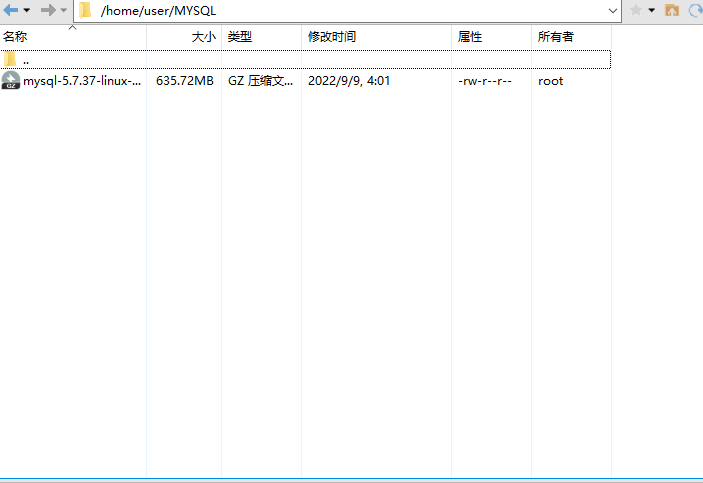 /home/user/MYSQL
名称 大小 类型 修改时间 属性 所有者
..
mysql-5.7.37-linux-... 635.72MB GZ 压缩文... 2022/9/9, 4:01 -rw-r--r-- root
GZ